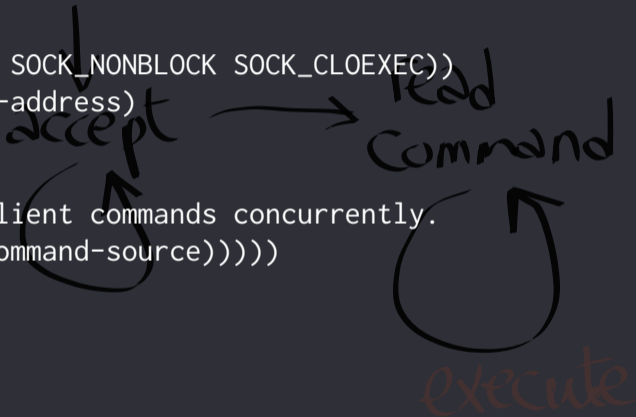 SOCK_NONBLOCK SOCK_CLOEXEC))
-address)
accept
read
command
lient commands concurrently.
ommand-source)))))
execute